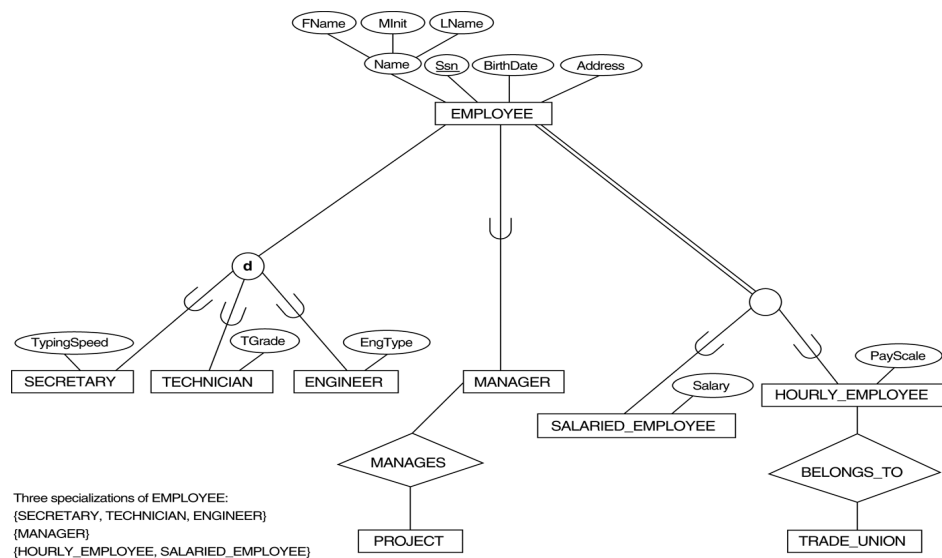 FName MInit LName
Name Ssn BirthDate Address
EMPLOYEE
d
TypingSpeed TGrade EngType PayScale
SECRETARY TECHNICIAN ENGINEER MANAGER Salary HOURLY_EMPLOYEE
SALARIED_EMPLOYEE
MANAGES BELONGS_TO
Three specializations of EMPLOYEE:
{SECRETARY, TECHNICIAN, ENGINEER}
{MANAGER}
{HOURLY_EMPLOYEE, SALARIED_EMPLOYEE}
PROJECT TRADE_UNION